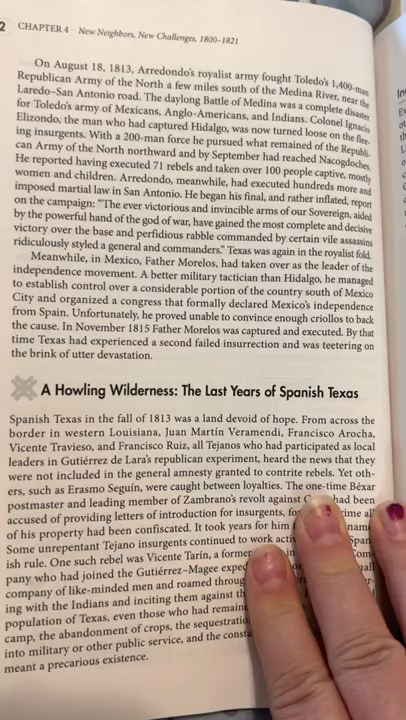 2 CHAPTER 4 New Neighbors, New Challenges, 1800–1821
On August 18, 1813, Arredondo's royalist army fought Toledo's 1,400-man
Republican Army of the North a few miles south of the Medina River, near the
Laredo–San Antonio road. The daylong Battle of Medina was a complete disaster
for Toledo's army of Mexicans, Anglo-Americans, and Indians. Colonel Ignacio
Elizondo, the man who had captured Hidalgo, was now turned loose on the flee-
ing insurgents. With a 200-man force he pursued what remained of the Republi-
can Army of the North northward and by September had reached Nacogdoches.
He reported having executed 71 rebels and taken over 100 people captive, mostly
women and children. Arredondo, meanwhile, had executed hundreds more and
imposed martial law in San Antonio. He began his final, and rather inflated, report
on the campaign: "The ever victorious and invincible arms of our Sovereign, aided
by the powerful hand of the god of war, have gained the most complete and decisive
victory over the base and perfidious rabble commanded by certain vile assassins
ridiculously styled a general and commanders." Texas was again in the royalist fold.
Meanwhile, in Mexico, Father Morelos, had taken over as the leader of the
independence movement. A better military tactician than Hidalgo, he managed
to establish control over a considerable portion of the country south of Mexico
City and organized a congress that formally declared Mexico's independence
from Spain. Unfortunately, he proved unable to convince enough criollos to back
the cause. In November 1815 Father Morelos was captured and executed. By that
time Texas had experienced a second failed insurrection and was teetering on
the brink of utter devastation.
A Howling Wilderness: The Last Years of Spanish Texas
Spanish Texas in the fall of 1813 was a land devoid of hope. From across the
border in western Louisiana, Juan Martín Veramendi, Francisco Arocha,
Vicente Travieso, and Francisco Ruiz, all Tejanos who had participated as local
leaders in Gutiérrez de Lara's republican experiment, heard the news that they
were not included in the general amnesty granted to contrite rebels. Yet oth-
ers, such as Erasmo Seguín, were caught between loyalties. The one-time Béxar
postmaster and leading member of Zambrano's revolt against had been
accused of providing letters of introduction for insurgents,
of his property had been confiscated. It took years for him
Some unrepentant Tejano insurgents continued to work Span-
ish rule. One such rebel was Vicente Tarín, a former
pany who had joined the Gutiérrez–Magee
company of like-minded men and roamed
ing with the Indians and inciting them against
population of Texas, even those who had
camp, the abandonment of crops, the
into military or other public service, and the
meant a precarious existence.